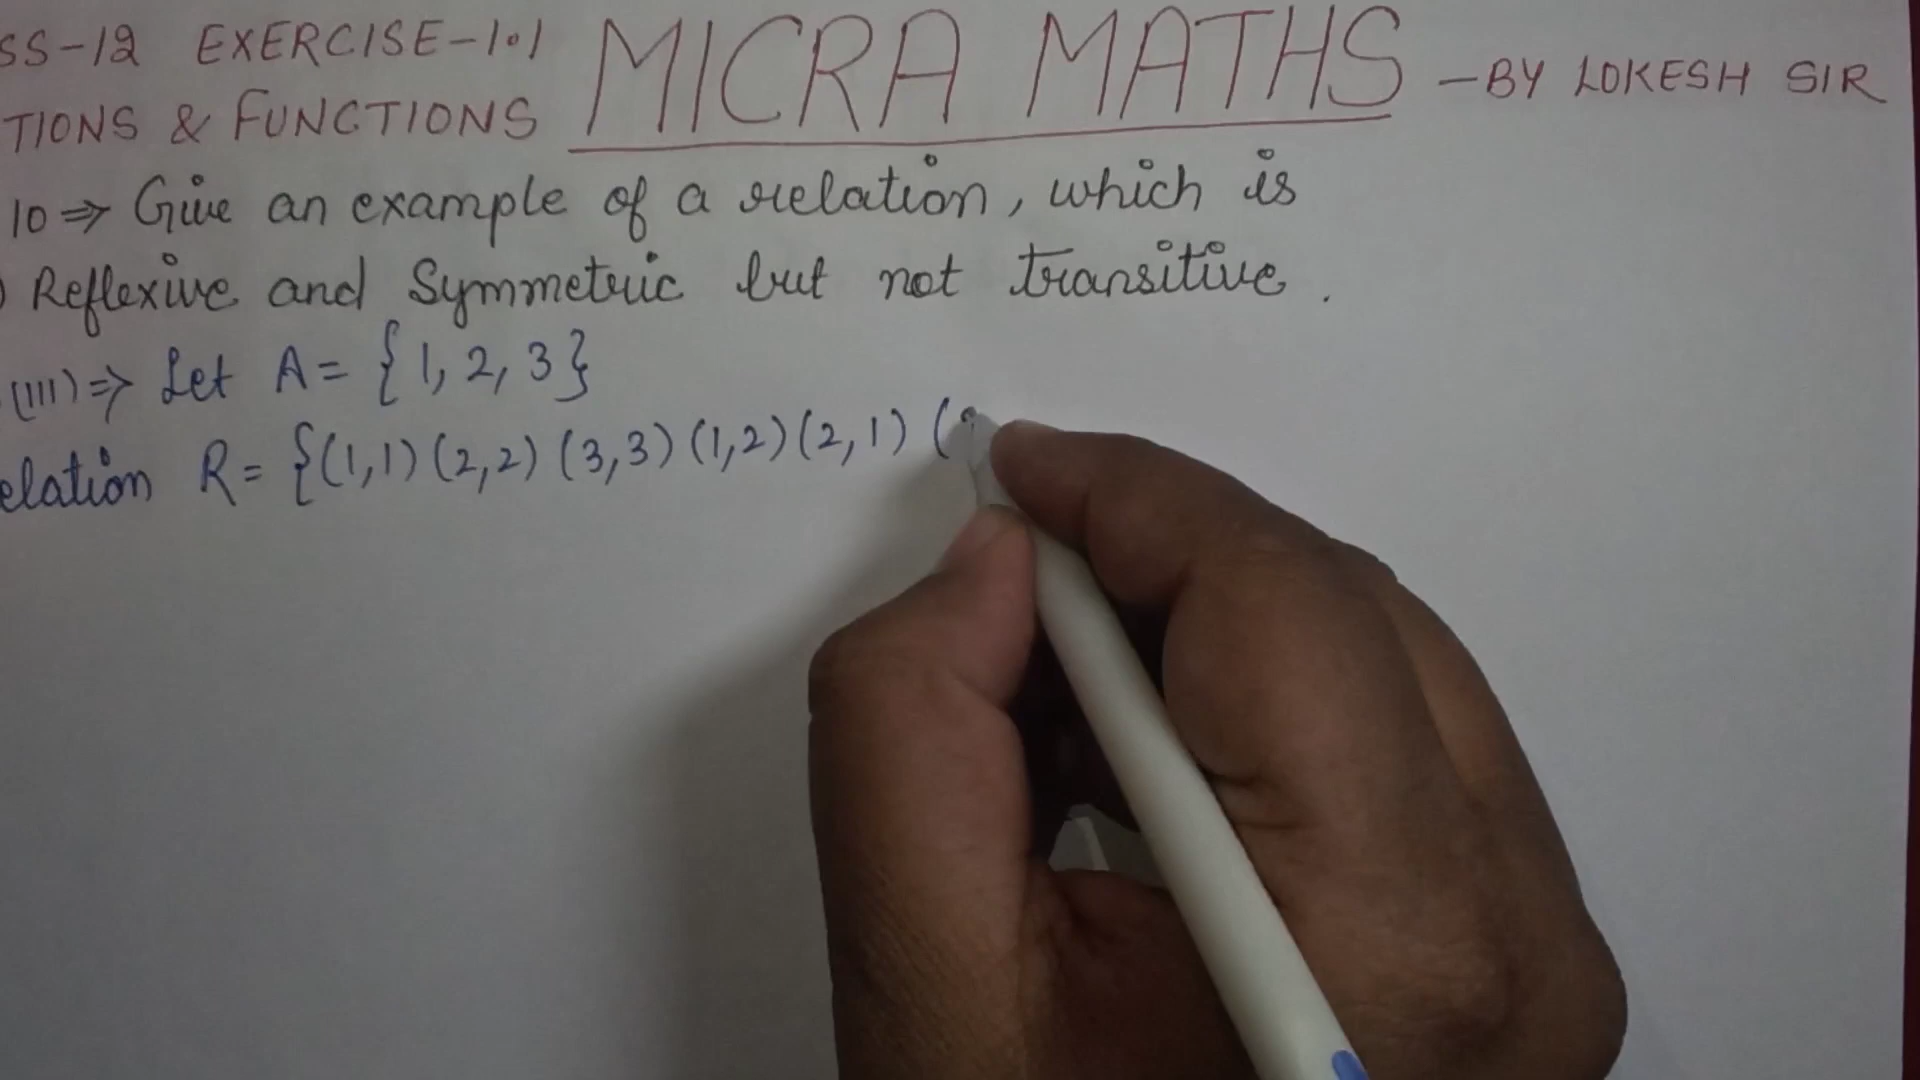 SS-12 EXERCISE-1.1 MICRA MATHS -BY LOKESH SIR
TIONS & FUNCTIONS
10⇒ Give an example of a relation, which is
) Reflexive and Symmetric but not transitive.
(III)⇒ Let A= {1, 2, 3}
elation R= {(1,1) (2,2) (3,3) (1,2) (2,1) (